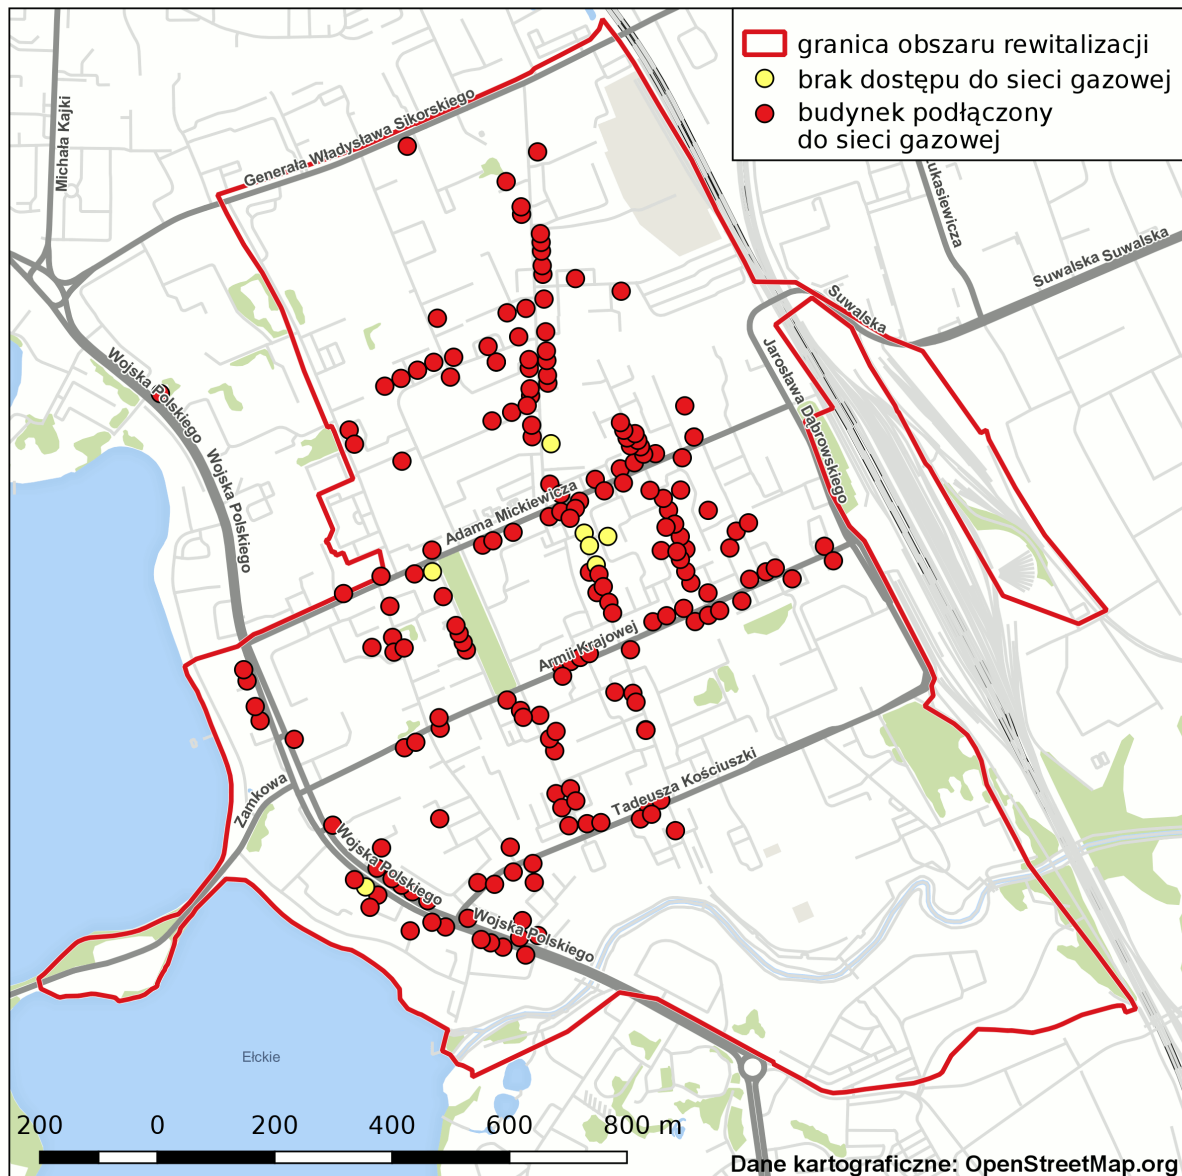 granica obszaru rewitalizacji
brak dostępu do sieci gazowej
budynek podłączony
do sieci gazowej
Michała Kajki
Generała Władysława Sikorskiego
Łukasiewicza
Suwalska
Suwalska
Suwalska
Wojska Polskiego
Jarosława Dąbrowskiego
Wojska Polskiego
Adama Mickiewicza
Armii Krajowej
Zamkowa
Tadeusza Kościuszki
Wojska Polskiego
Wojska Polskiego
Ełckie
200 0 200 400 600 800 m
Dane kartograficzne: OpenStreetMap.org